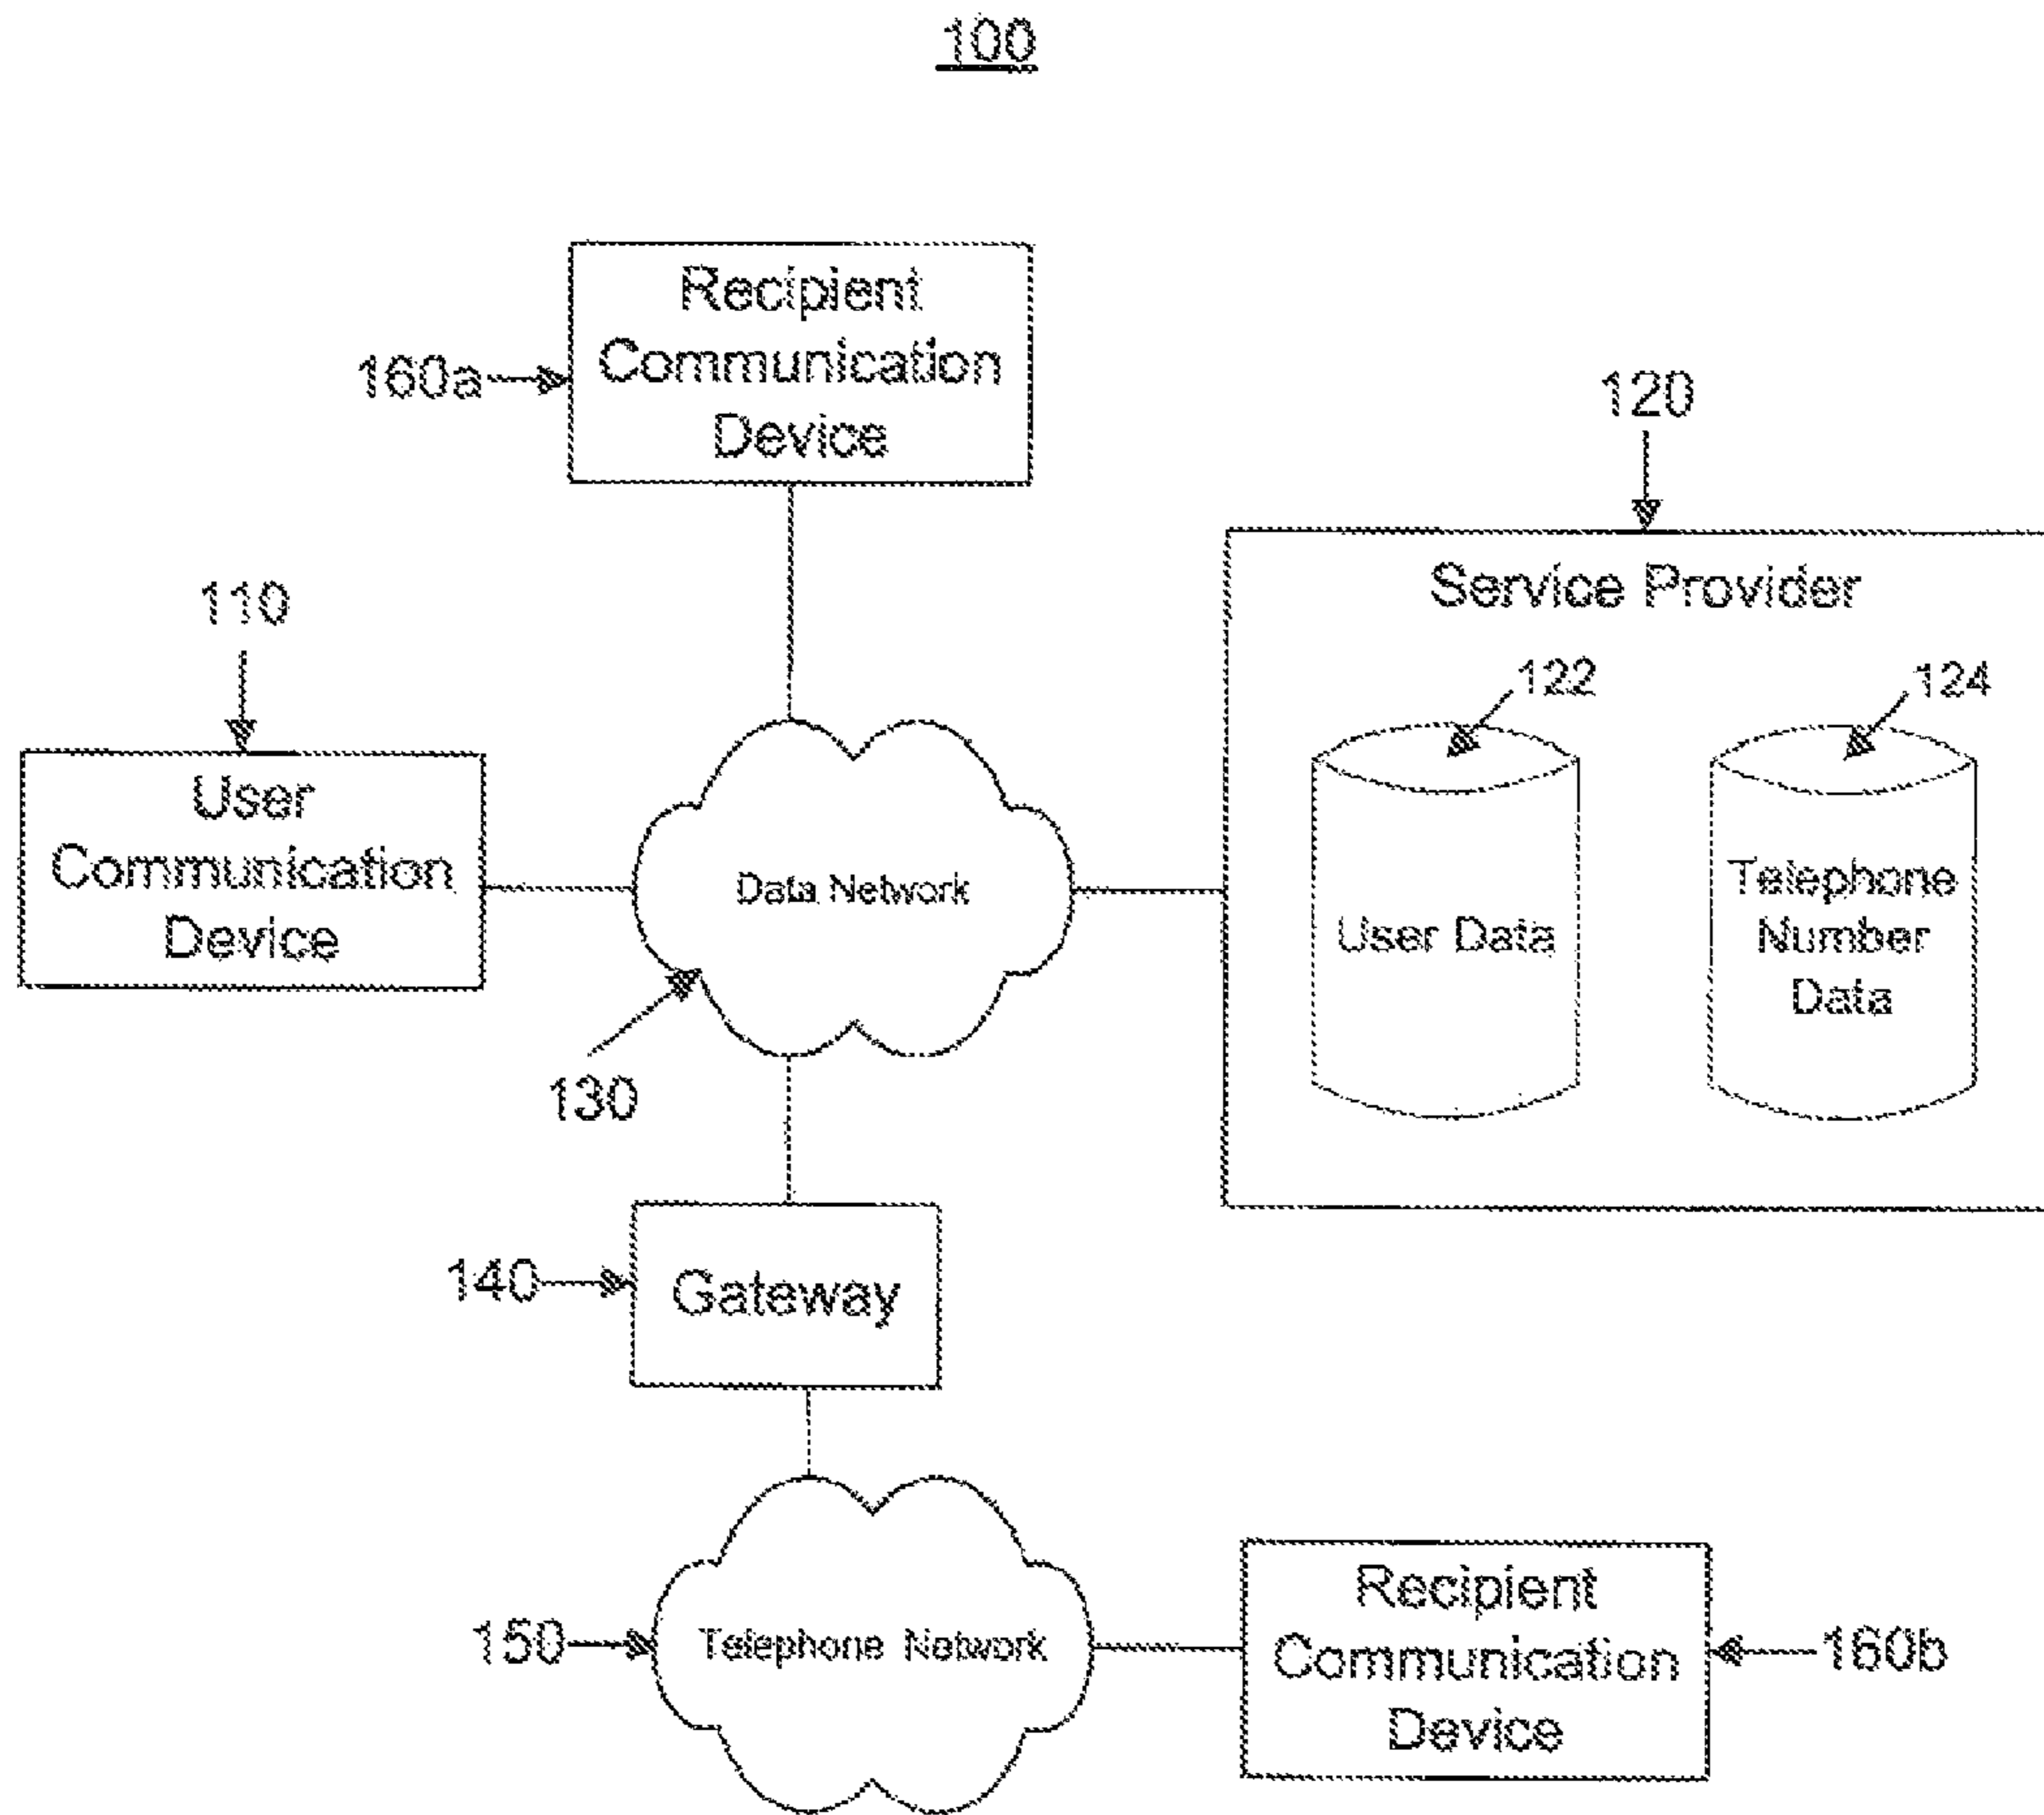 100
Recipient
Communication
Device
160a
120
Service Provider
110
122
124
User
Communication
Device
Data Network
User Data
Telephone
Number
Data
130
140
Gateway
150
Telephone Network
Recipient
Communication
Device
160b